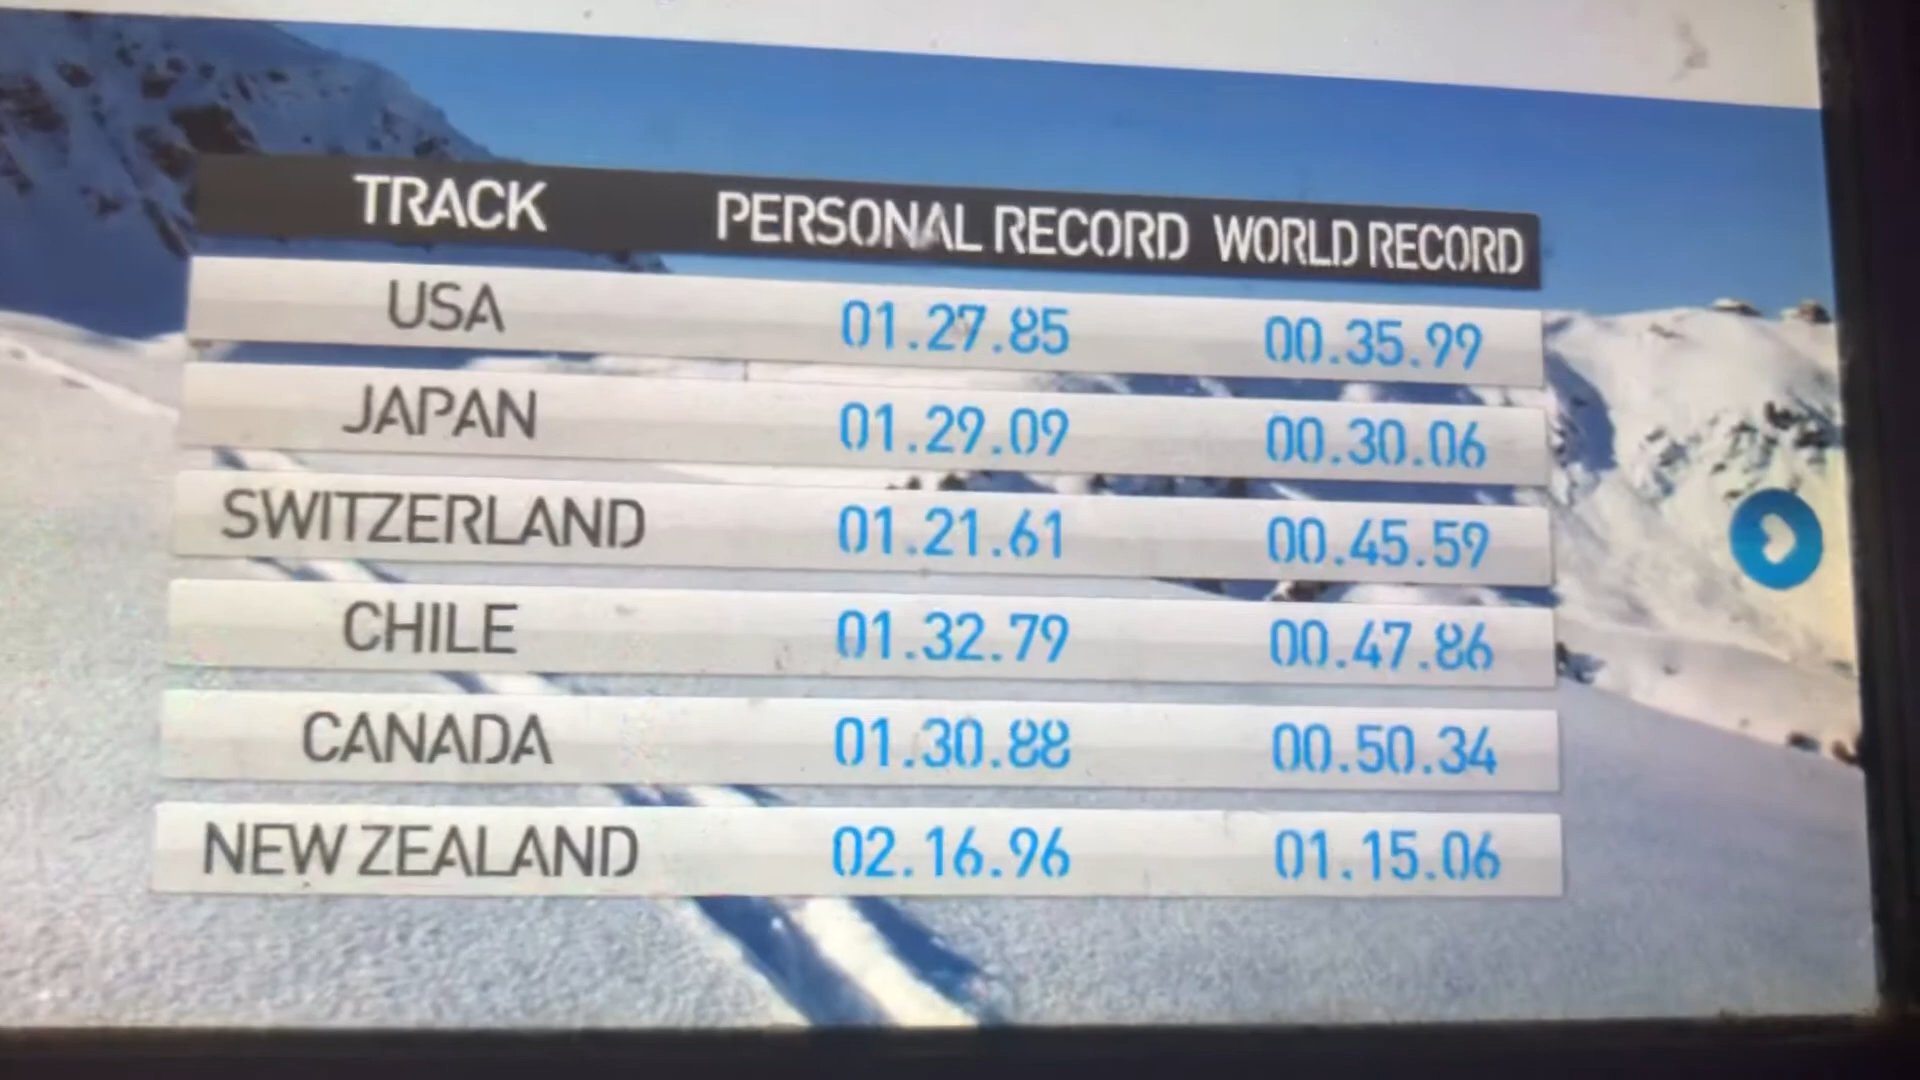 TRACK PERSONAL RECORD WORLD RECORD
USA 01.27.85 00.35.99
JAPAN 01.29.09 00.30.06
SWITZERLAND 01.21.61 00.45.59
CHILE 01.32.79 00.47.86
CANADA 01.30.88 00.50.34
NEW ZEALAND 02.16.96 01.15.06